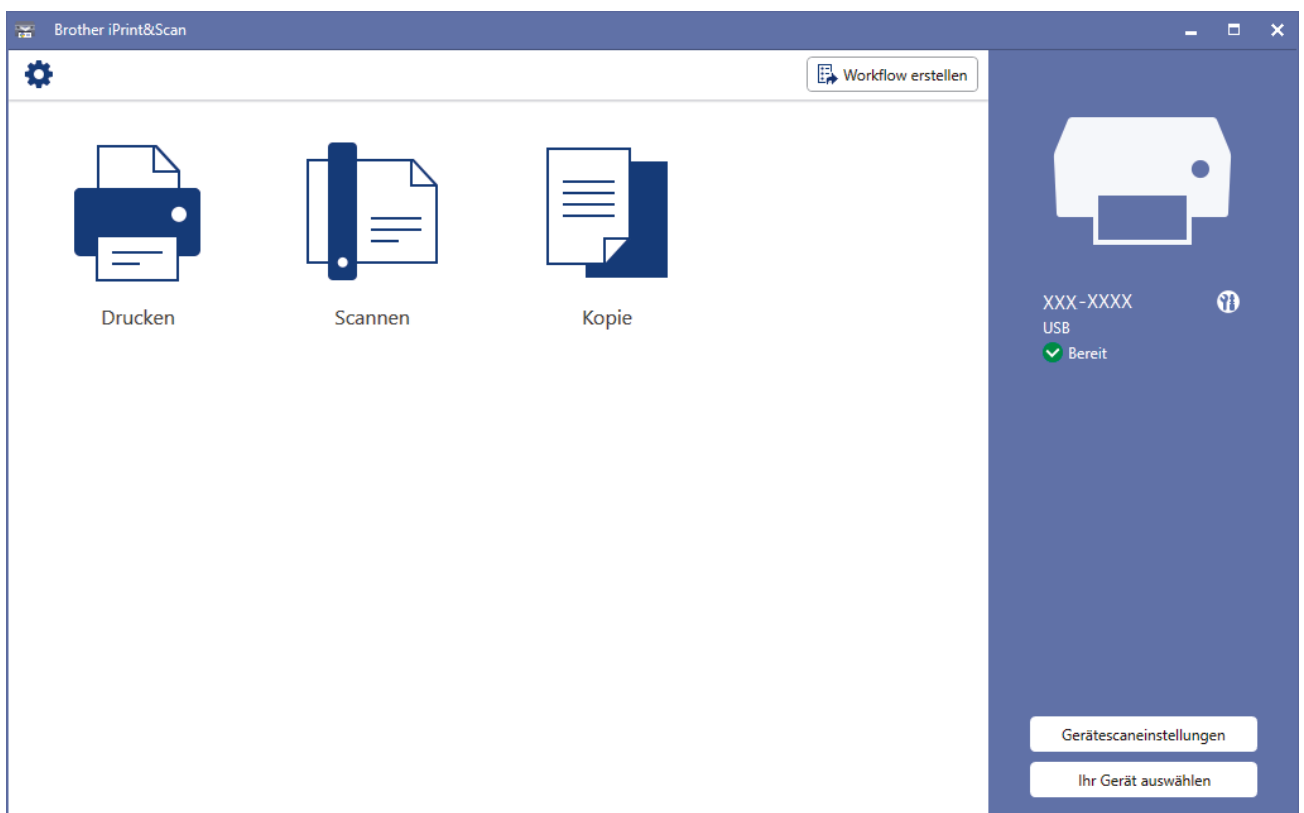 Brother iPrint&Scan
Workflow erstellen
Drucken
Scannen
Kopie
XXX-XXXX
USB
Bereit
Gerätescaneinstellungen
Ihr Gerät auswählen